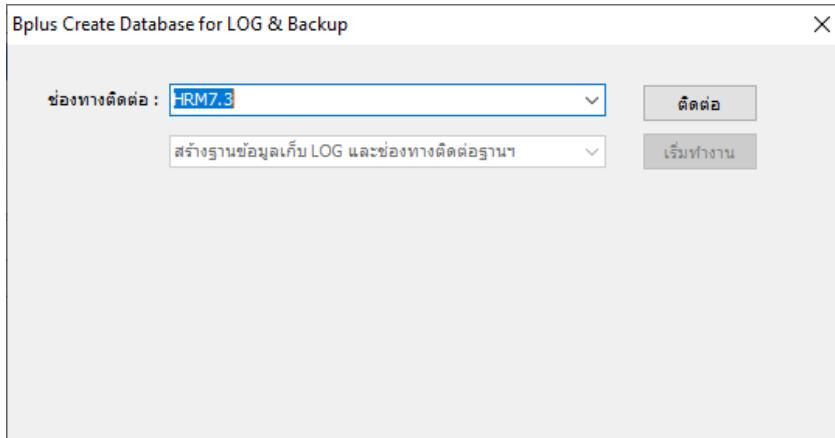 Bplus Create Database for LOG & Backup
ช่องทางติดต่อ : HRM7.3 ติดต่อ
สร้างฐานข้อมูลเก็บ LOG และช่องทางติดต่อฐานฯ เริ่มทำงาน